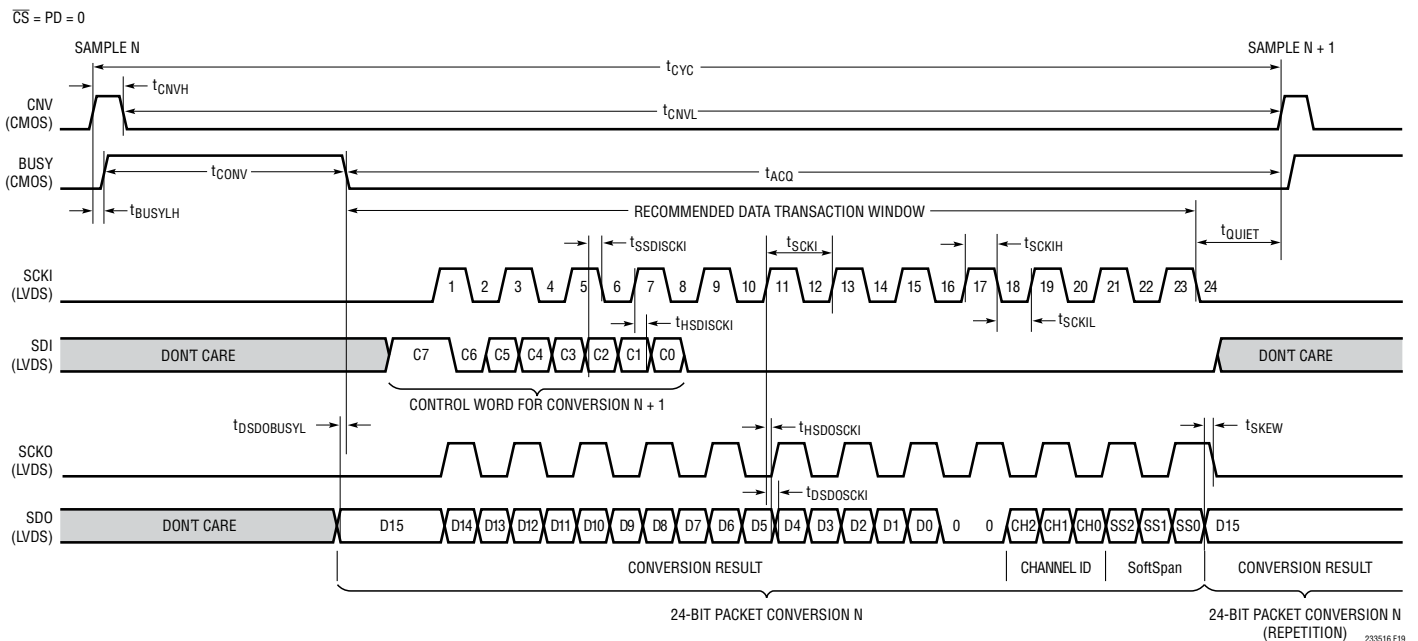 CS = PD = 0
SAMPLE N
SAMPLE N + 1
tCYC
tCNVH
CNV
(CMOS)
tCNVL
BUSY
(CMOS)
tCONV
tACQ
tBUSYLH
RECOMMENDED DATA TRANSACTION WINDOW
tQUIET
tSSDISCKI
tSCKI
tSCKIH
SCKI
(LVDS)
1 2 3 4 5 6 7 8 9 10 11 12 13 14 15 16 17 18 19 20 21 22 23 24
tHSDISCKI
tSCKIL
SDI
(LVDS)
DON'T CARE C7 C6 C5 C4 C3 C2 C1 C0 DON'T CARE
CONTROL WORD FOR CONVERSION N + 1
tDSDOBUSYL
tHSDOSCKI
tSKEW
SCKO
(LVDS)
tDSDOSCKI
SDO
(LVDS)
DON'T CARE D15 D14 D13 D12 D11 D10 D9 D8 D7 D6 D5 D4 D3 D2 D1 D0 0 0 CH2 CH1 CH0 SS2 SS1 SS0 D15
CONVERSION RESULT CHANNEL ID SoftSpan CONVERSION RESULT
24-BIT PACKET CONVERSION N
24-BIT PACKET CONVERSION N
(REPETITION)
233516 F19